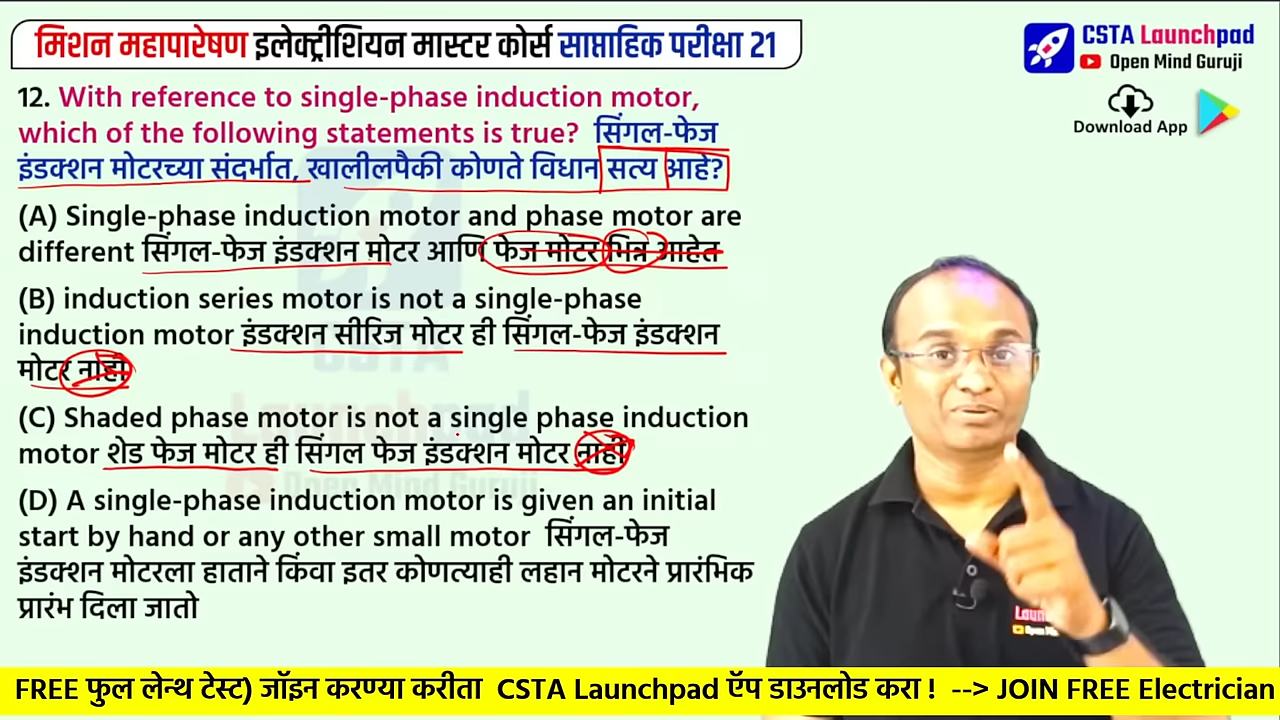 मिशन महापारेषण इलेक्ट्रीशियन मास्टर कोर्स साप्ताहिक परीक्षा 21
CSTA Launchpad
Open Mind Guruji
Download App
12. With reference to single-phase induction motor,
which of the following statements is true? सिंगल-फेज
इंडक्शन मोटरच्या संदर्भात, खालीलपैकी कोणते विधान सत्य आहे?
(A) Single-phase induction motor and phase motor are
different सिंगल-फेज इंडक्शन मोटर आणि फेज मोटर भिन्न आहेत
(B) induction series motor is not a single-phase
induction motor इंडक्शन सीरिज मोटर ही सिंगल-फेज इंडक्शन
मोटर नाही
(C) Shaded phase motor is not a single phase induction
motor शेड फेज मोटर ही सिंगल फेज इंडक्शन मोटर नाही
(D) A single-phase induction motor is given an initial
start by hand or any other small motor सिंगल-फेज
इंडक्शन मोटरला हाताने किंवा इतर कोणत्याही लहान मोटरने प्रारंभिक
प्रारंभ दिला जातो
CSTA
Launchpad
Open Mind Guruji
FREE फुल लेन्थ टेस्ट) जॉइन करण्या करीता CSTA Launchpad ऍप डाउनलोड करा ! --> JOIN FREE Electrician